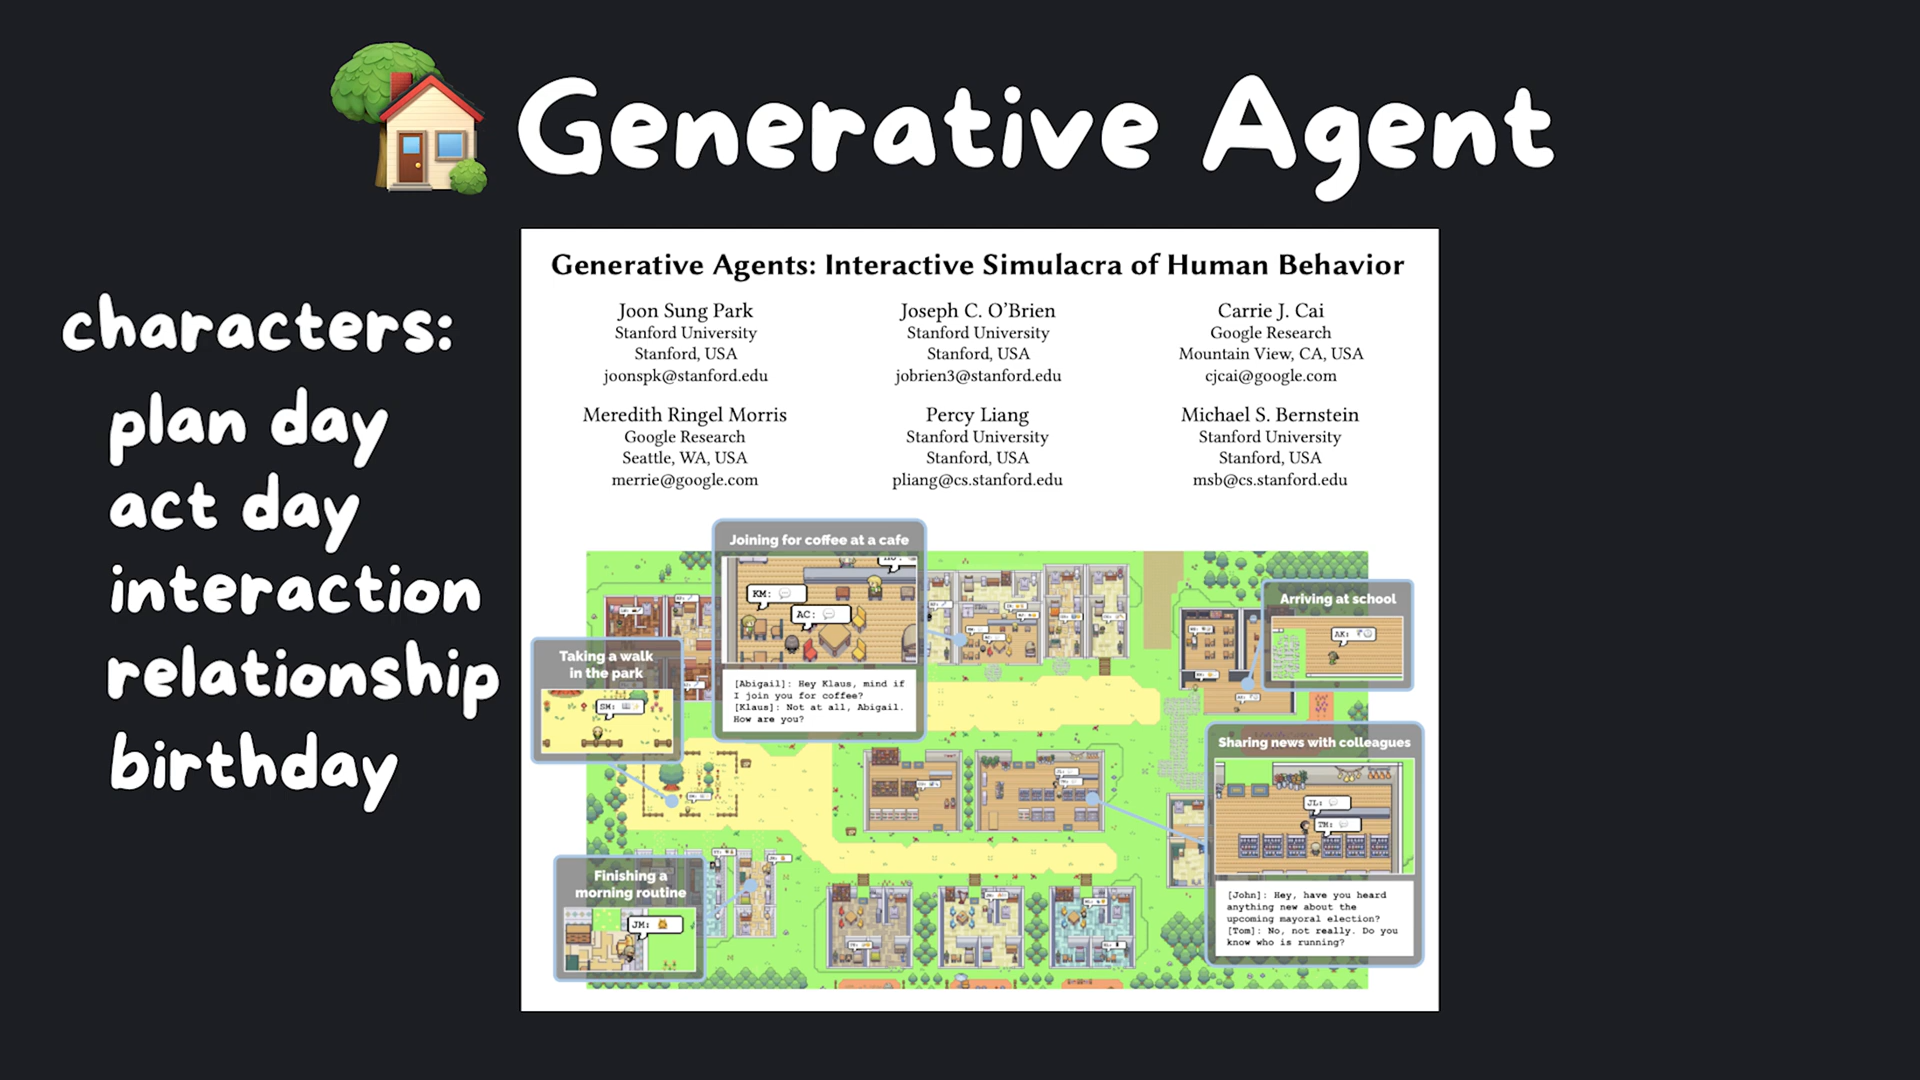 Generative Agent
characters:
plan day
act day
interaction
relationship
birthday
Generative Agents: Interactive Simulacra of Human Behavior
Joon Sung Park
Stanford University
Stanford, USA
joonspk@stanford.edu
Joseph C. O'Brien
Stanford University
Stanford, USA
jobrien3@stanford.edu
Carrie J. Cai
Google Research
Mountain View, CA, USA
cjcai@google.com
Meredith Ringel Morris
Google Research
Seattle, WA, USA
merrie@google.com
Percy Liang
Stanford University
Stanford, USA
pliang@cs.stanford.edu
Michael S. Bernstein
Stanford University
Stanford, USA
msb@cs.stanford.edu
Joining for coffee at a cafe
KM:
AC:
[Abigail]: Hey Klaus, mind if
I join you for coffee?
[Klaus]: Not at all, Abigail.
How are you?
Arriving at school
AK:
Taking a walk
in the park
SM:
Sharing news with colleagues
JL:
TM:
[John]: Hey, have you heard
anything new about the
upcoming mayoral election?
[Tom]: No, not really. Do you
know who is running?
Finishing a
morning routine
JM: